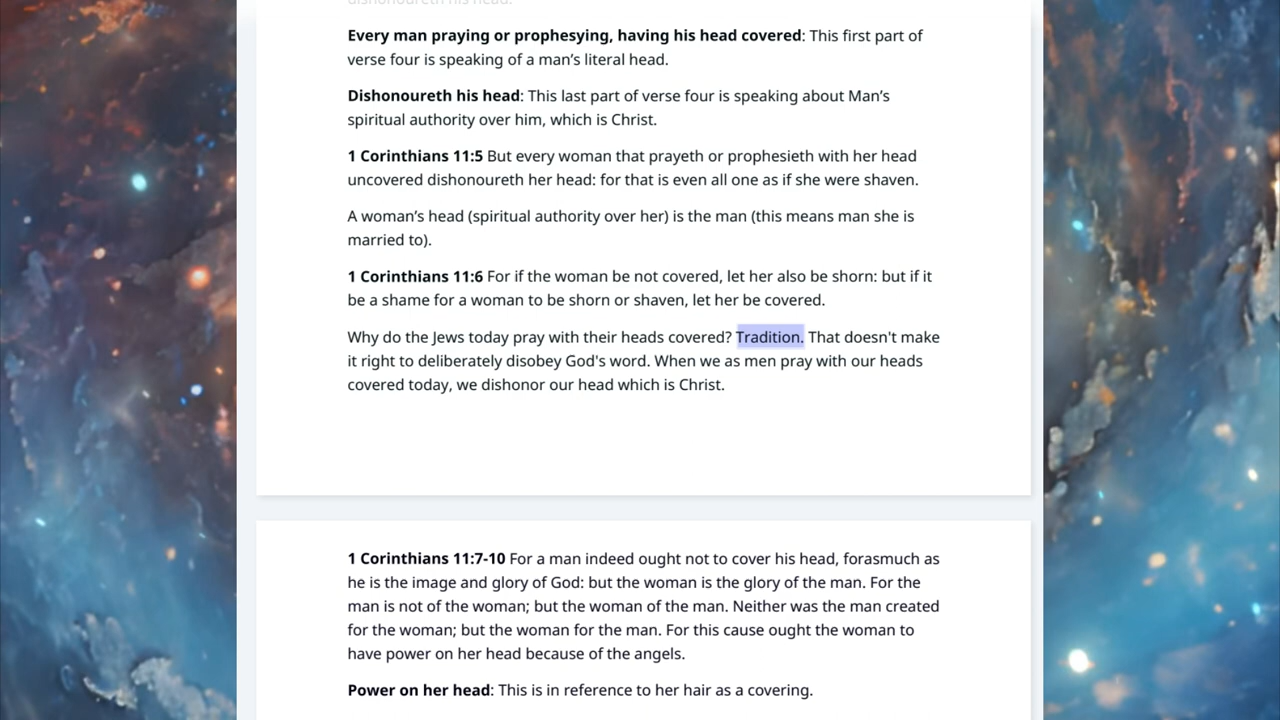 dishonoureth his head.
Every man praying or prophesying, having his head covered: This first part of
verse four is speaking of a man’s literal head.
Dishonoureth his head: This last part of verse four is speaking about Man’s
spiritual authority over him, which is Christ.
1 Corinthians 11:5 But every woman that prayeth or prophesieth with her head
uncovered dishonoureth her head: for that is even all one as if she were shaven.
A woman’s head (spiritual authority over her) is the man (this means man she is
married to).
1 Corinthians 11:6 For if the woman be not covered, let her also be shorn: but if it
be a shame for a woman to be shorn or shaven, let her be covered.
Why do the Jews today pray with their heads covered? Tradition. That doesn't make
it right to deliberately disobey God's word. When we as men pray with our heads
covered today, we dishonor our head which is Christ.
1 Corinthians 11:7-10 For a man indeed ought not to cover his head, forasmuch as
he is the image and glory of God: but the woman is the glory of the man. For the
man is not of the woman; but the woman of the man. Neither was the man created
for the woman; but the woman for the man. For this cause ought the woman to
have power on her head because of the angels.
Power on her head: This is in reference to her hair as a covering.